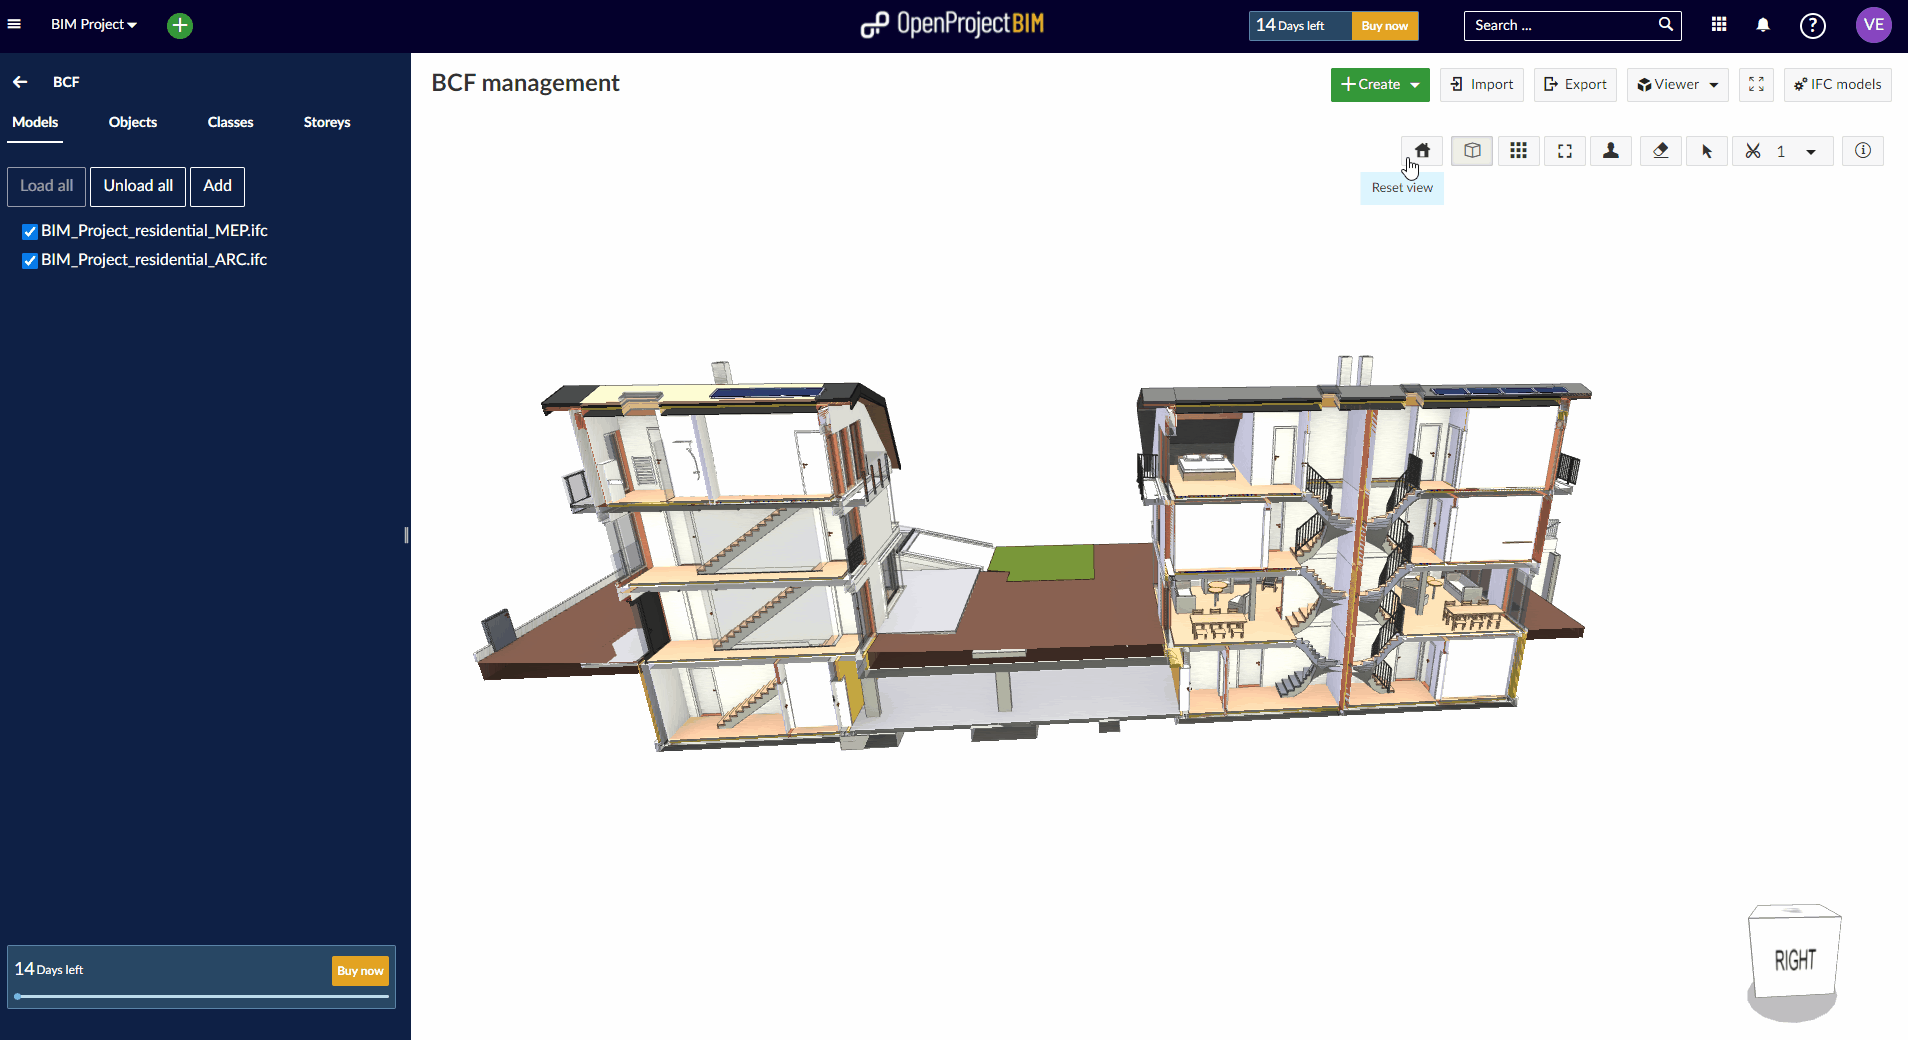 BIM Project
OpenProjectBIM
14 Days left
Buy now
Search ...
VE
BCF
BCF management
Create
Import
Export
Viewer
IFC models
Models
Objects
Classes
Storeys
1
Reset view
Load all
Unload all
Add
BIM_Project_residential_MEP.ifc
BIM_Project_residential_ARC.ifc
RIGHT
14 Days left
Buy now